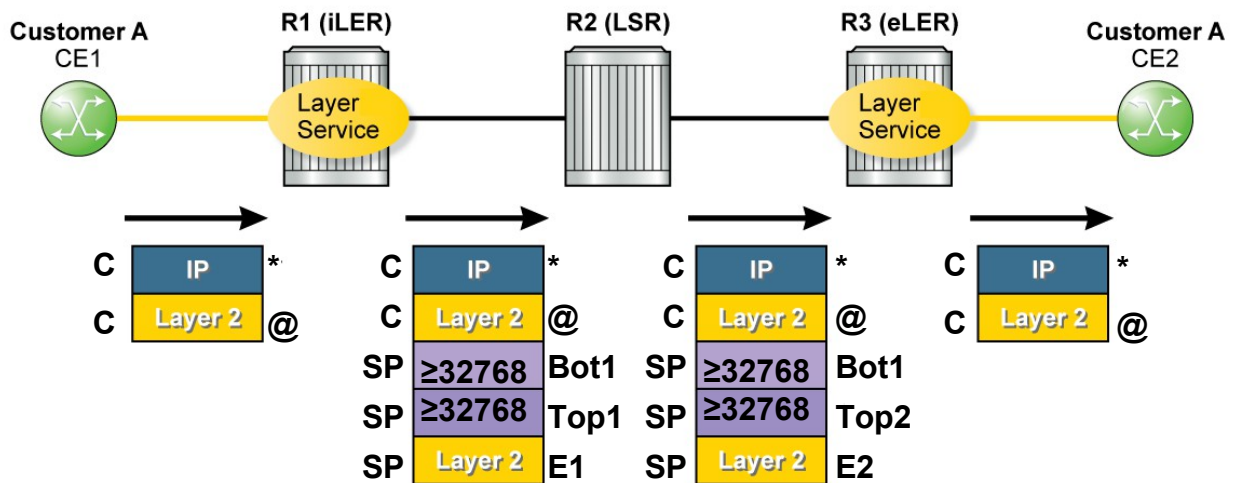 Customer A
CE1
R1 (iLER)
R2 (LSR)
R3 (eLER)
Customer A
CE2
Layer
Service
Layer
Service
C IP *
C Layer 2 @
C IP *
C Layer 2 @
SP ≥32768 Bot1
SP ≥32768 Top1
SP Layer 2 E1
C IP *
C Layer 2 @
SP ≥32768 Bot1
SP ≥32768 Top2
SP Layer 2 E2
C IP *
C Layer 2 @